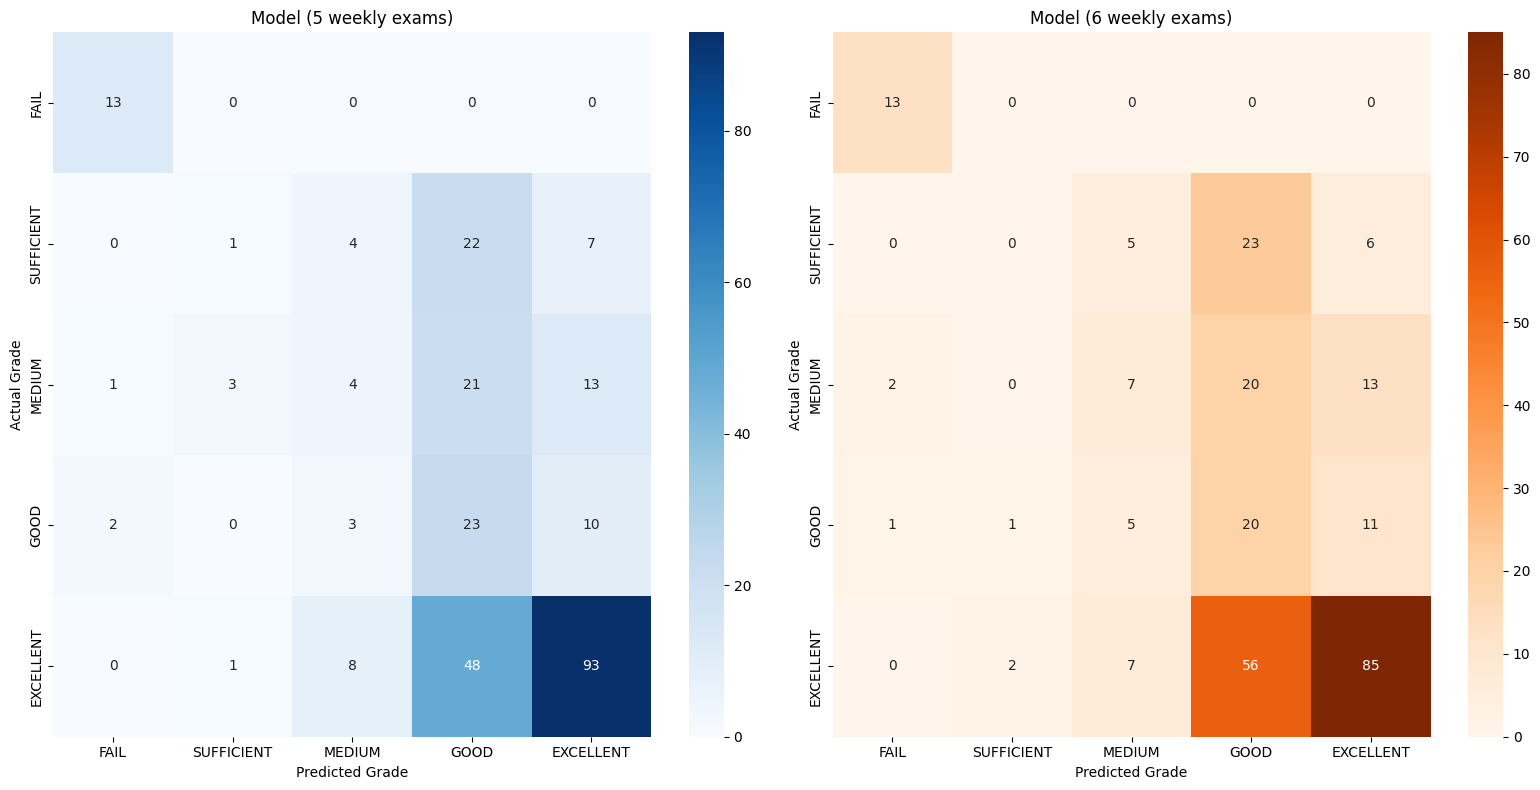 Model (5 weekly exams)
FAIL 13 0 0 0 0
SUFFICIENT 0 1 4 22 7
MEDIUM 1 3 4 21 13
GOOD 2 0 3 23 10
EXCELLENT 0 1 8 48 93
Actual Grade
FAIL SUFFICIENT MEDIUM GOOD EXCELLENT
Predicted Grade
80
60
40
20
0
Model (6 weekly exams)
FAIL 13 0 0 0 0
SUFFICIENT 0 0 5 23 6
MEDIUM 2 0 7 20 13
GOOD 1 1 5 20 11
EXCELLENT 0 2 7 56 85
Actual Grade
FAIL SUFFICIENT MEDIUM GOOD EXCELLENT
Predicted Grade
80
70
60
50
40
30
20
10
0